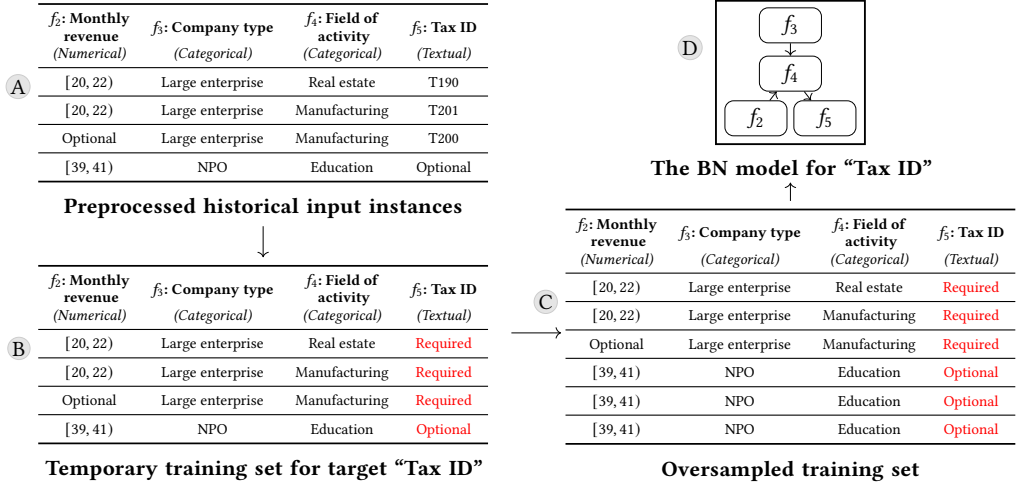 A
f2: Monthly revenue (Numerical) f3: Company type (Categorical) f4: Field of activity (Categorical) f5: Tax ID (Textual)
[20, 22) Large enterprise Real estate T190
[20, 22) Large enterprise Manufacturing T201
Optional Large enterprise Manufacturing T200
[39, 41) NPO Education Optional
Preprocessed historical input instances
B
f2: Monthly revenue (Numerical) f3: Company type (Categorical) f4: Field of activity (Categorical) f5: Tax ID (Textual)
[20, 22) Large enterprise Real estate Required
[20, 22) Large enterprise Manufacturing Required
Optional Large enterprise Manufacturing Required
[39, 41) NPO Education Optional
Temporary training set for target “Tax ID”
C
f2: Monthly revenue (Numerical) f3: Company type (Categorical) f4: Field of activity (Categorical) f5: Tax ID (Textual)
[20, 22) Large enterprise Real estate Required
[20, 22) Large enterprise Manufacturing Required
Optional Large enterprise Manufacturing Required
[39, 41) NPO Education Optional
[39, 41) NPO Education Optional
[39, 41) NPO Education Optional
Oversampled training set
D
f3
f4
f2 f5
The BN model for “Tax ID”